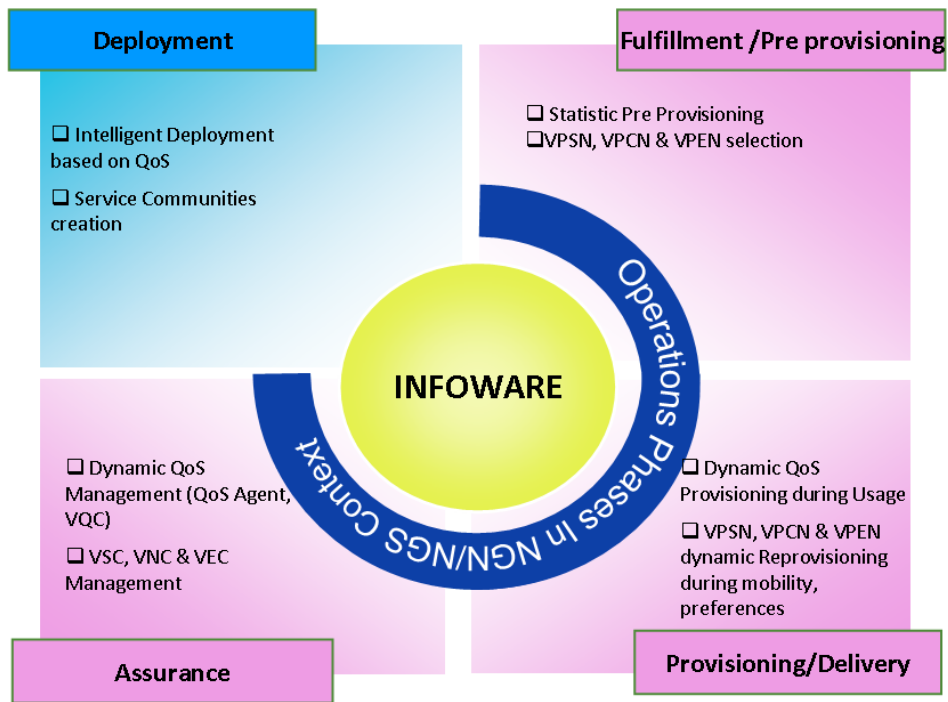 Deployment
Fulfillment /Pre provisioning
❑ Intelligent Deployment
based on QoS
❑ Service Communities
creation
❑ Statistic Pre Provisioning
❑VPSN, VPCN & VPEN selection
INFOWARE
Operations Phases In NGN/NGS Context
❑ Dynamic QoS
Management (QoS Agent,
VQC)
❑ VSC, VNC & VEC
Management
❑ Dynamic QoS
Provisioning during Usage
❑ VPSN, VPCN & VPEN
dynamic Reprovisioning
during mobility,
preferences
Assurance
Provisioning/Delivery